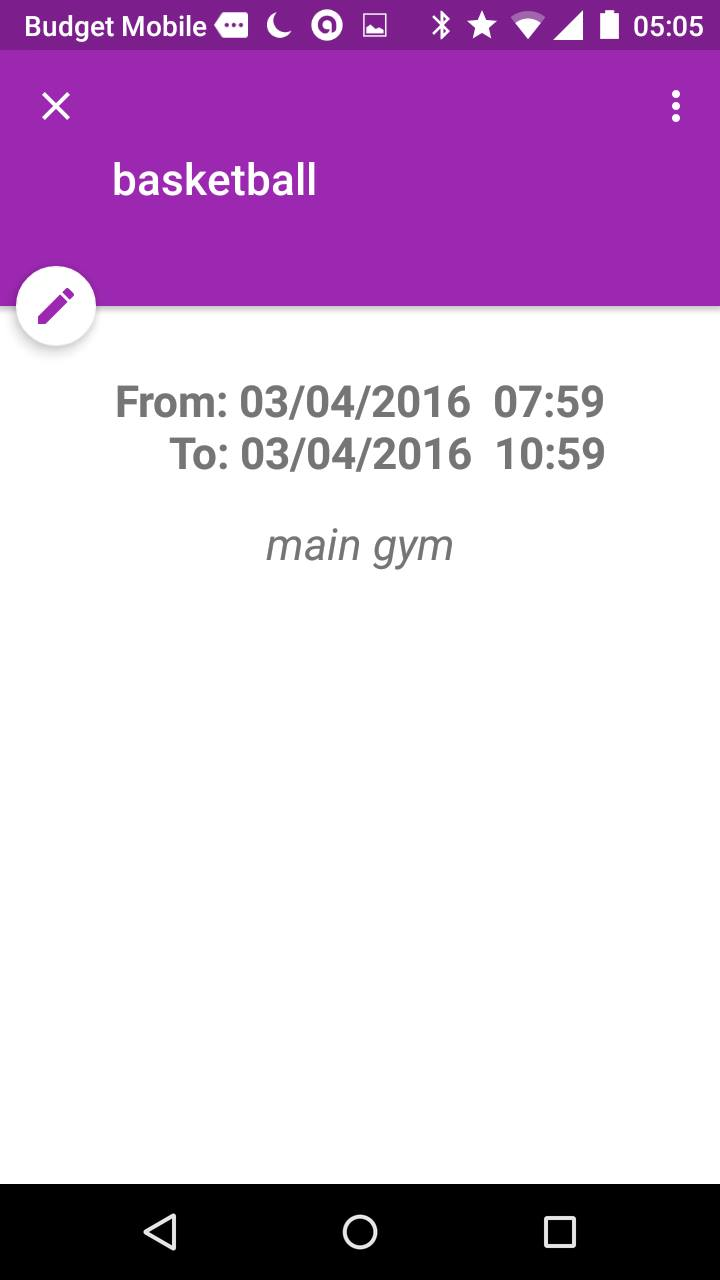 Budget Mobile 05:05
basketball
From: 03/04/2016 07:59
To: 03/04/2016 10:59
main gym